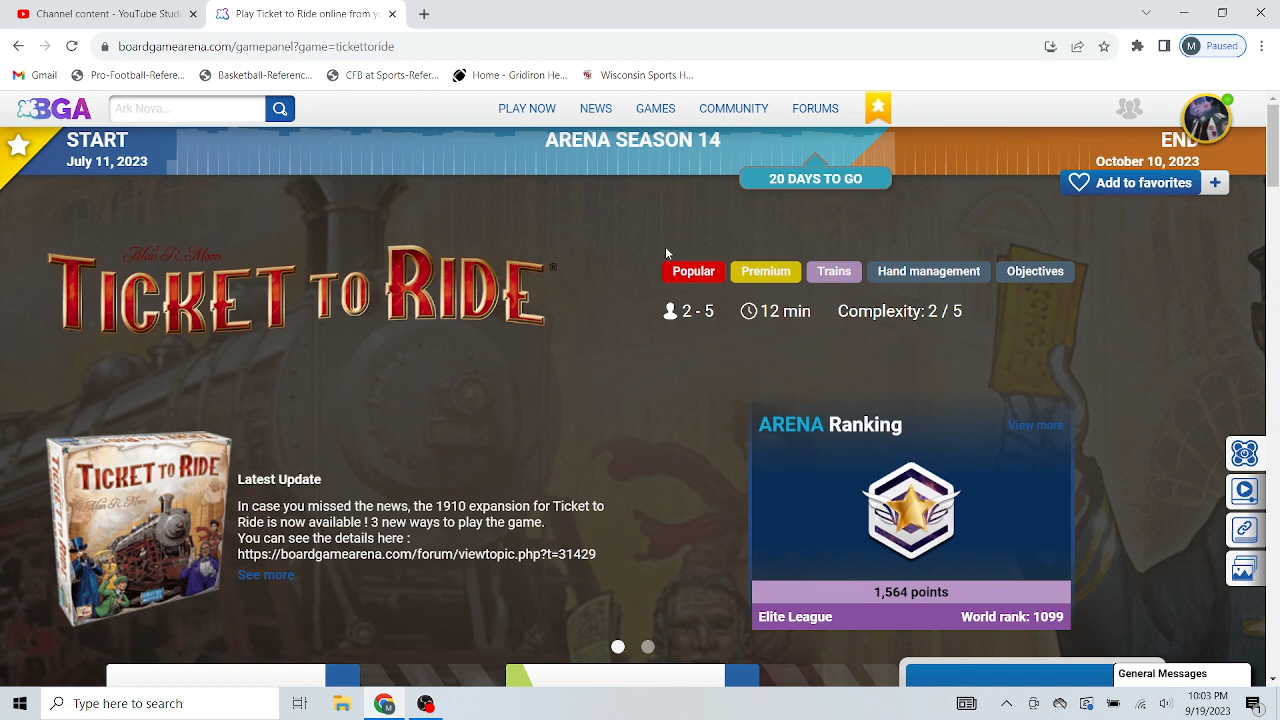 Content - YouTube Stud
Play Ticket to Ride online from y
boardgamearena.com/gamepanel?game=tickettoride
M
Paused
Gmail
Pro-Football-Refere...
Basketball-Referenc...
CFB at Sports-Refer...
Home - Gridiron He...
Wisconsin Sports H...
BGA
Ark Nova...
PLAY NOW
NEWS
GAMES
COMMUNITY
FORUMS
START
July 11, 2023
ARENA SEASON 14
20 DAYS TO GO
END
October 10, 2023
Add to favorites
+
Alan R. Moon
TICKET TO RIDE®
Popular
Premium
Trains
Hand management
Objectives
2 - 5
12 min
Complexity: 2 / 5
TICKET TO RIDE
Alan R. Moon
TICKET TO RIDE
Latest Update
In case you missed the news, the 1910 expansion for Ticket to
Ride is now available ! 3 new ways to play the game.
You can see the details here :
https://boardgamearena.com/forum/viewtopic.php?t=31429
See more
ARENA Ranking
View more
1,564 points
Elite League
World rank: 1099
General Messages
Type here to search
10:03 PM
9/19/2023
1